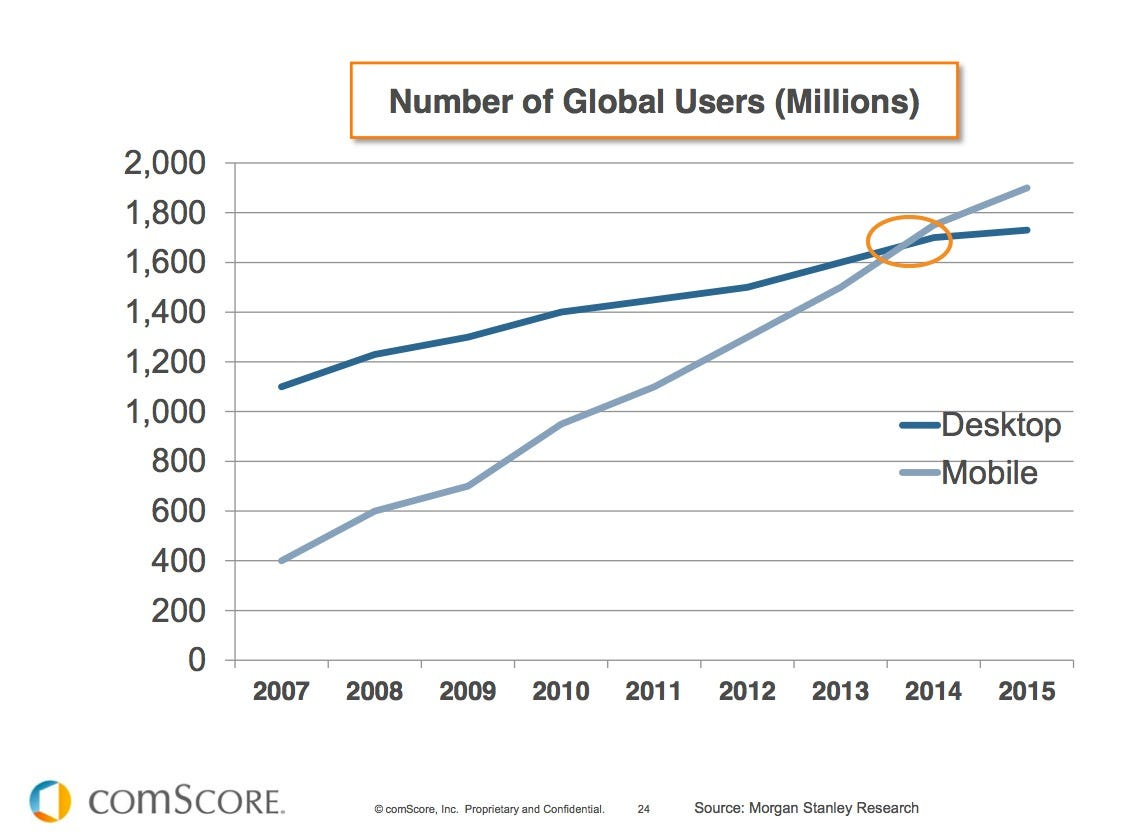 Number of Global Users (Millions)
2,000
1,800
1,600
1,400
1,200
1,000
800
600
400
200
0
Desktop
Mobile
2007 2008 2009 2010 2011 2012 2013 2014 2015
comSCORE.
© comScore, Inc. Proprietary and Confidential. 24 Source: Morgan Stanley Research